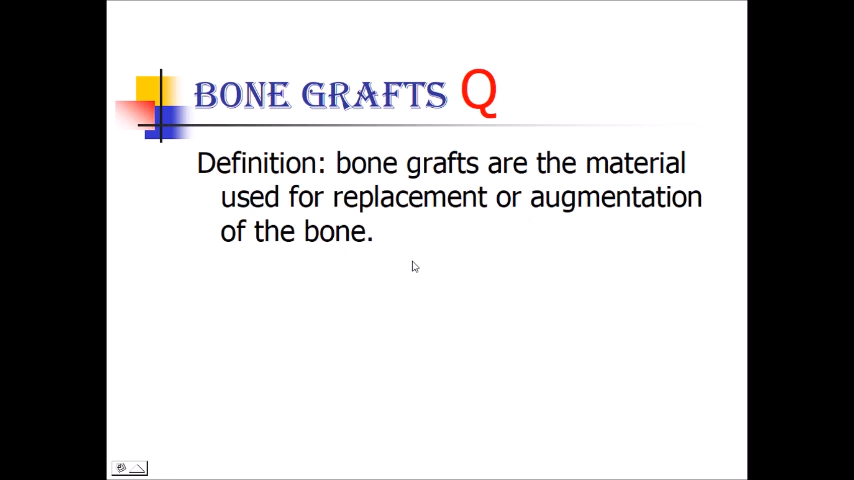 BONE GRAFTS Q
Definition: bone grafts are the material
used for replacement or augmentation
of the bone.